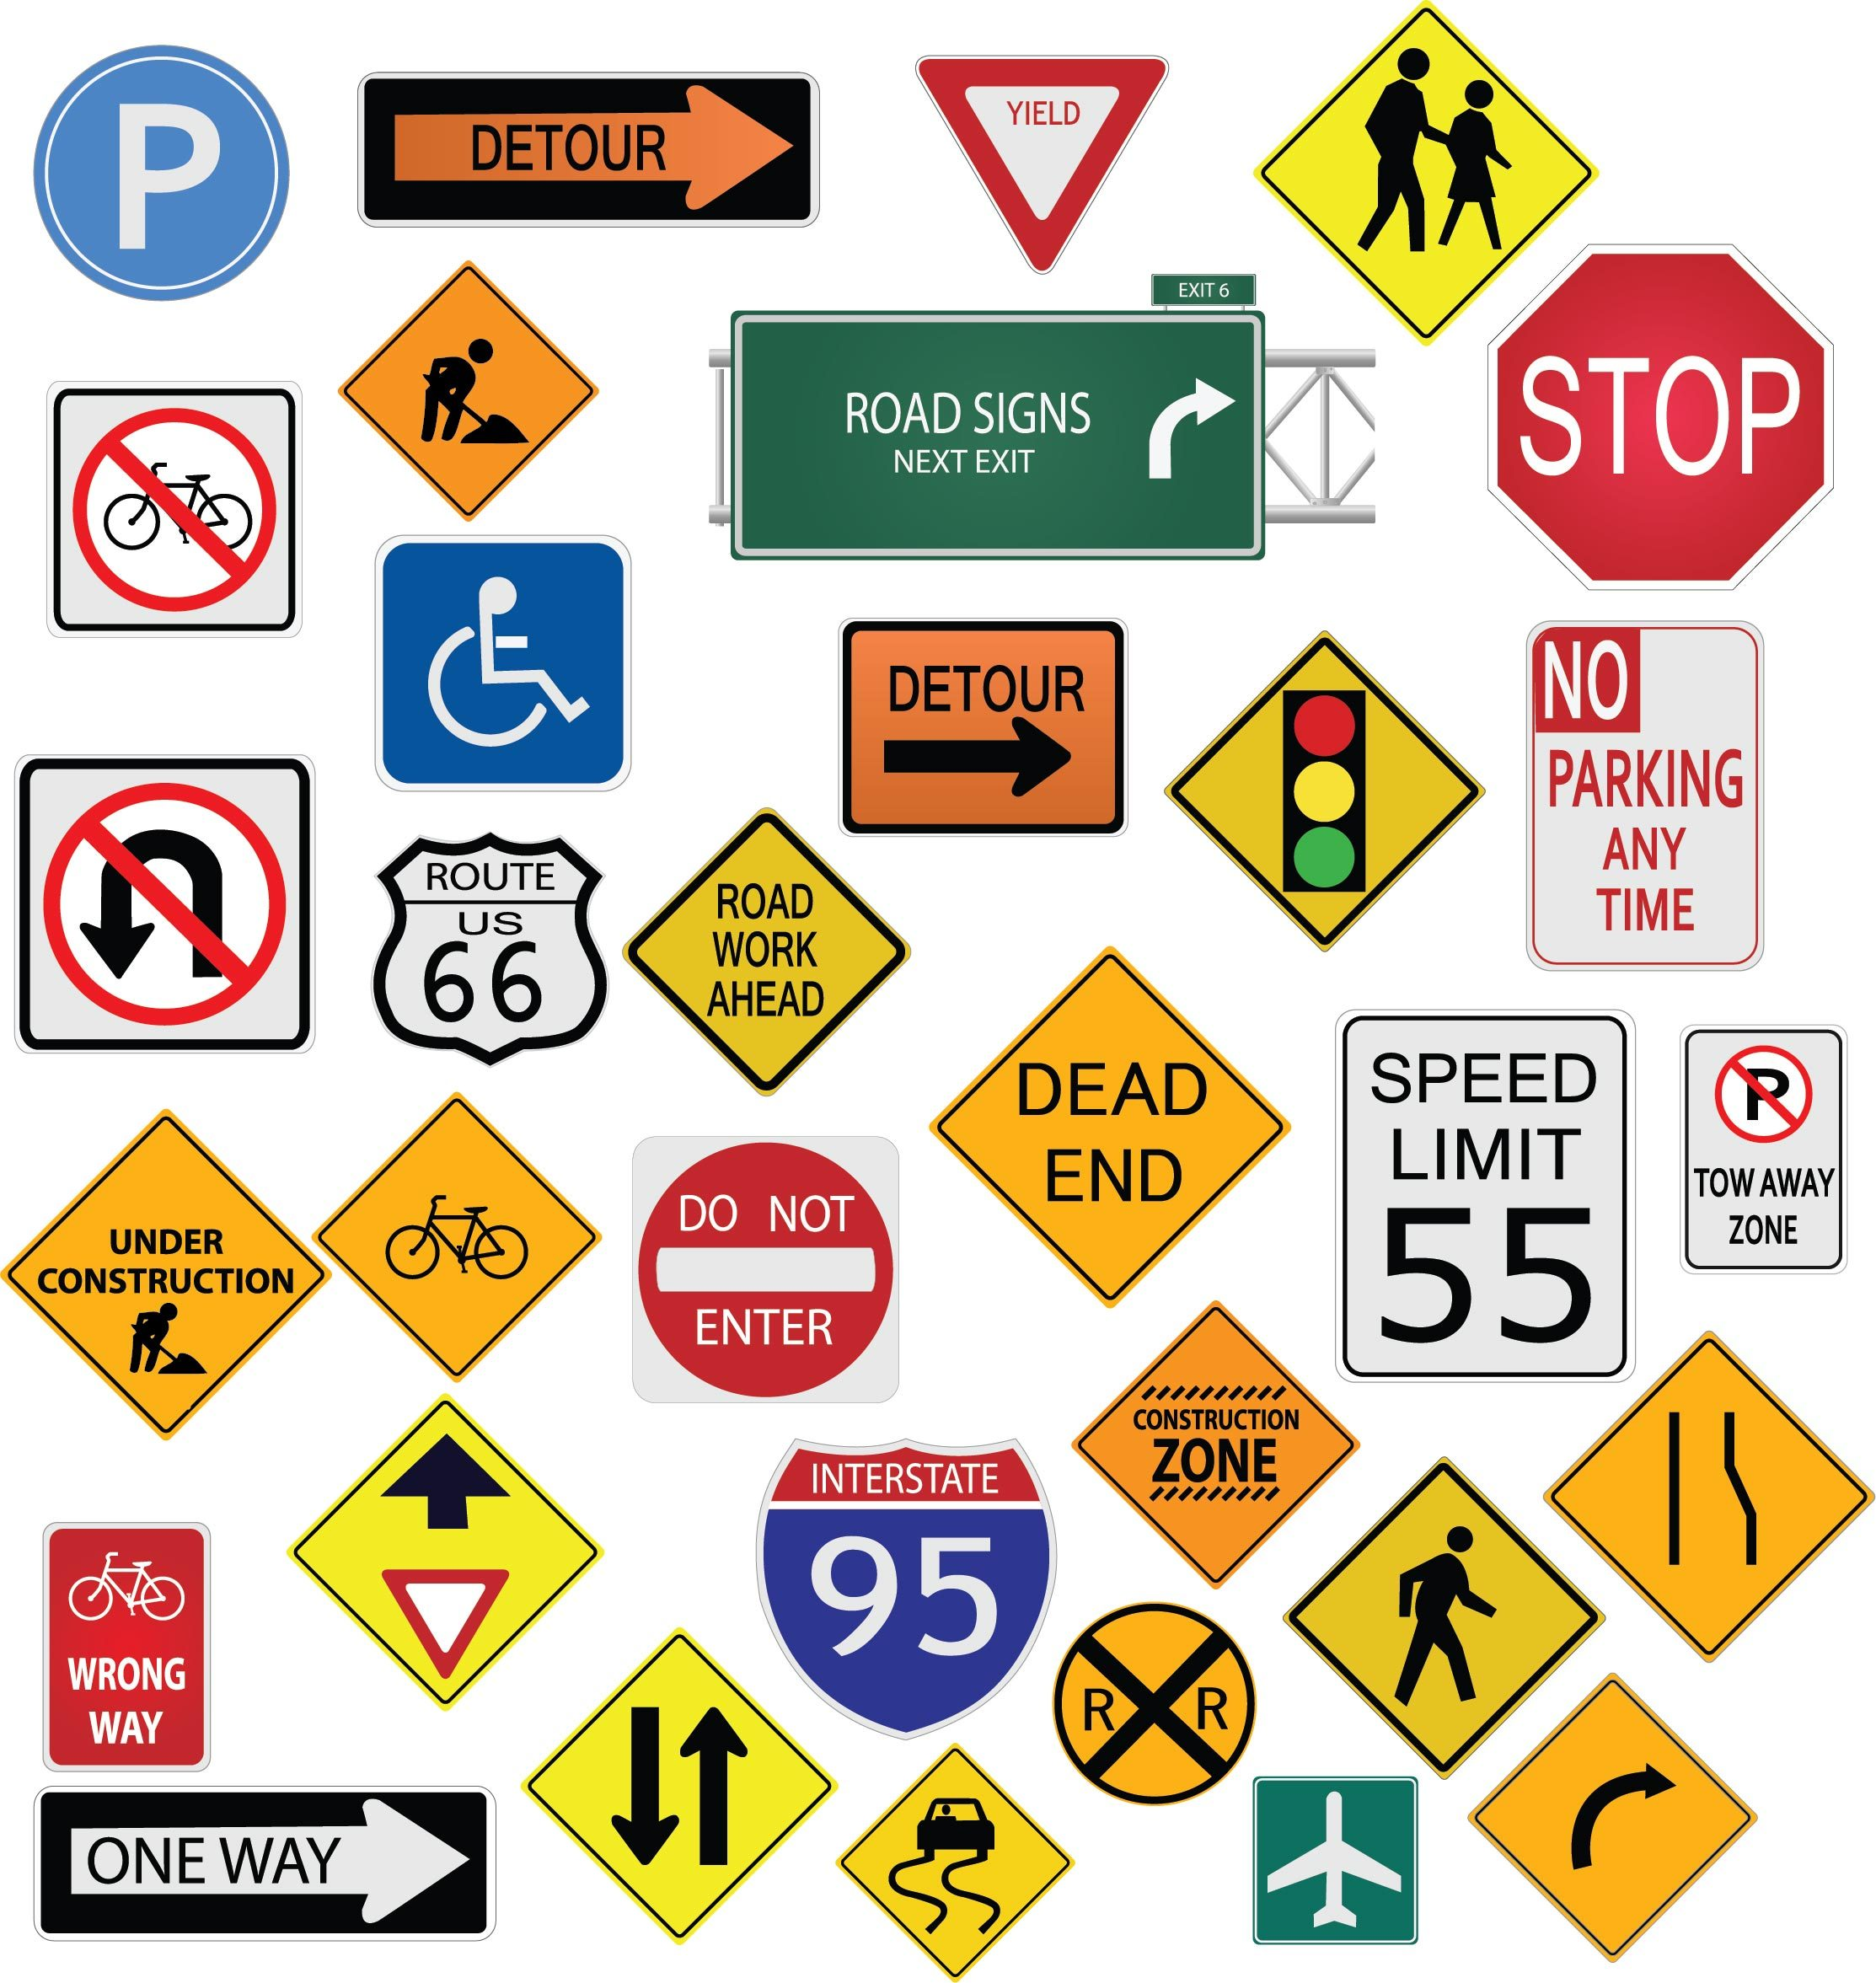 P
DETOUR
YIELD
EXIT 6
ROAD SIGNS
NEXT EXIT
STOP
DETOUR
NO
PARKING
ANY
TIME
ROUTE
US
66
ROAD
WORK
AHEAD
DEAD
END
SPEED
LIMIT
55
P
TOW AWAY
ZONE
UNDER
CONSTRUCTION
DO NOT
ENTER
CONSTRUCTION
ZONE
INTERSTATE
95
WRONG
WAY
R R
ONE WAY